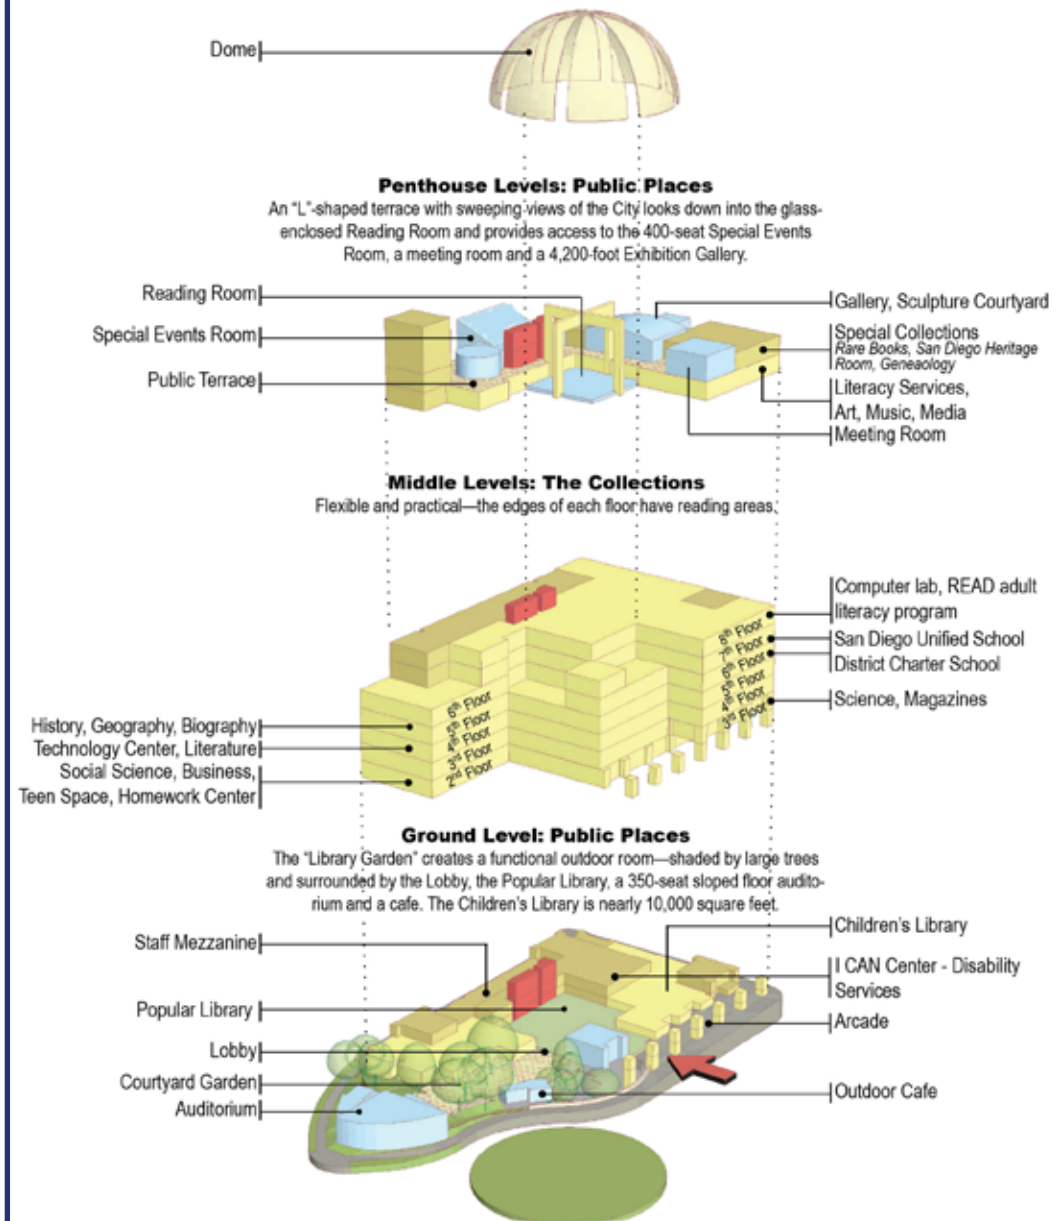 Dome
Penthouse Levels: Public Places
An “L”-shaped terrace with sweeping views of the City looks down into the glass-
enclosed Reading Room and provides access to the 400-seat Special Events
Room, a meeting room and a 4,200-foot Exhibition Gallery.
Reading Room
Special Events Room
Public Terrace
Gallery, Sculpture Courtyard
Special Collections
Rare Books, San Diego Heritage
Room, Geneaology
Literacy Services,
Art, Music, Media
Meeting Room
Middle Levels: The Collections
Flexible and practical—the edges of each floor have reading areas.
Computer lab, READ adult
literacy program
San Diego Unified School
District Charter School
Science, Magazines
8th Floor
7th Floor
6th Floor
5th Floor
4th Floor
3rd Floor
6th Floor
5th Floor
4th Floor
3rd Floor
2nd Floor
History, Geography, Biography
Technology Center, Literature
Social Science, Business,
Teen Space, Homework Center
Ground Level: Public Places
The “Library Garden” creates a functional outdoor room—shaded by large trees
and surrounded by the Lobby, the Popular Library, a 350-seat sloped floor audito-
rium and a cafe. The Children’s Library is nearly 10,000 square feet.
Staff Mezzanine
Popular Library
Lobby
Courtyard Garden
Auditorium
Children’s Library
I CAN Center - Disability
Services
Arcade
Outdoor Cafe